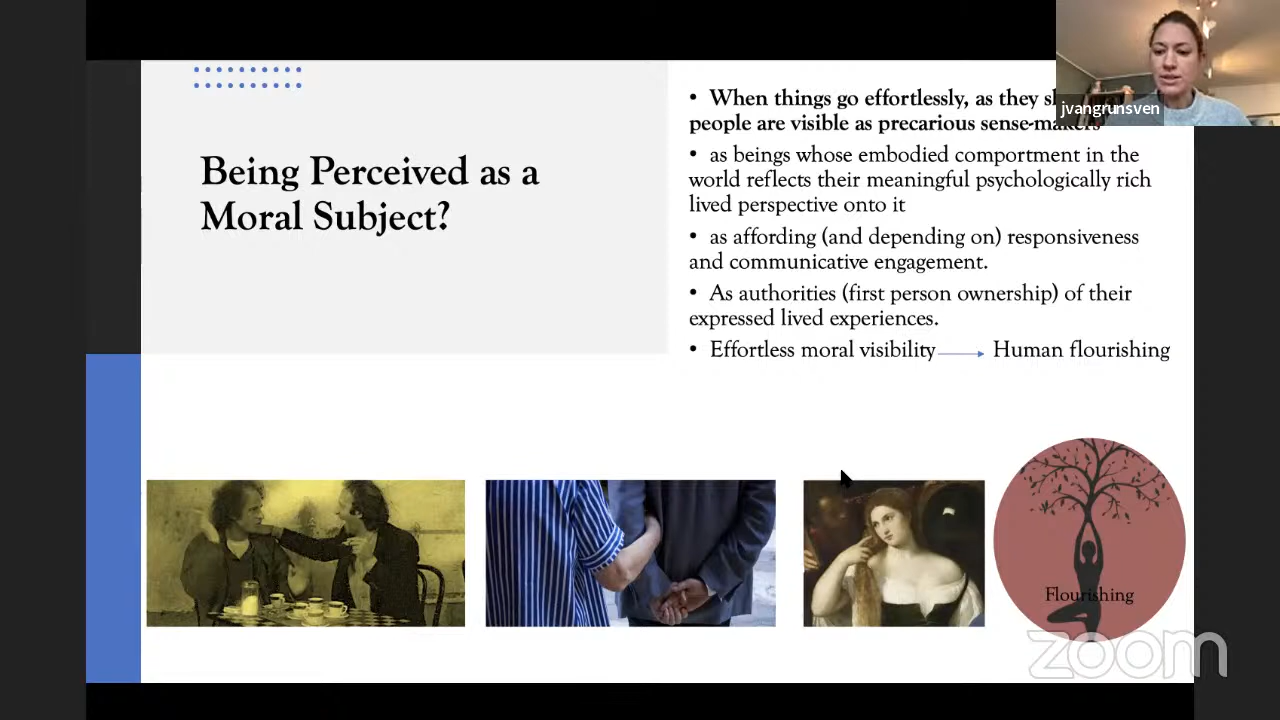 Being Perceived as a
Moral Subject?
• When things go effortlessly, as they
people are visible as precarious sense-makers
• as beings whose embodied comportment in the
world reflects their meaningful psychologically rich
lived perspective onto it
• as affording (and depending on) responsiveness
and communicative engagement.
• As authorities (first person ownership) of their
expressed lived experiences.
• Effortless moral visibility → Human flourishing
jvangrunsven
Flourishing
zoom